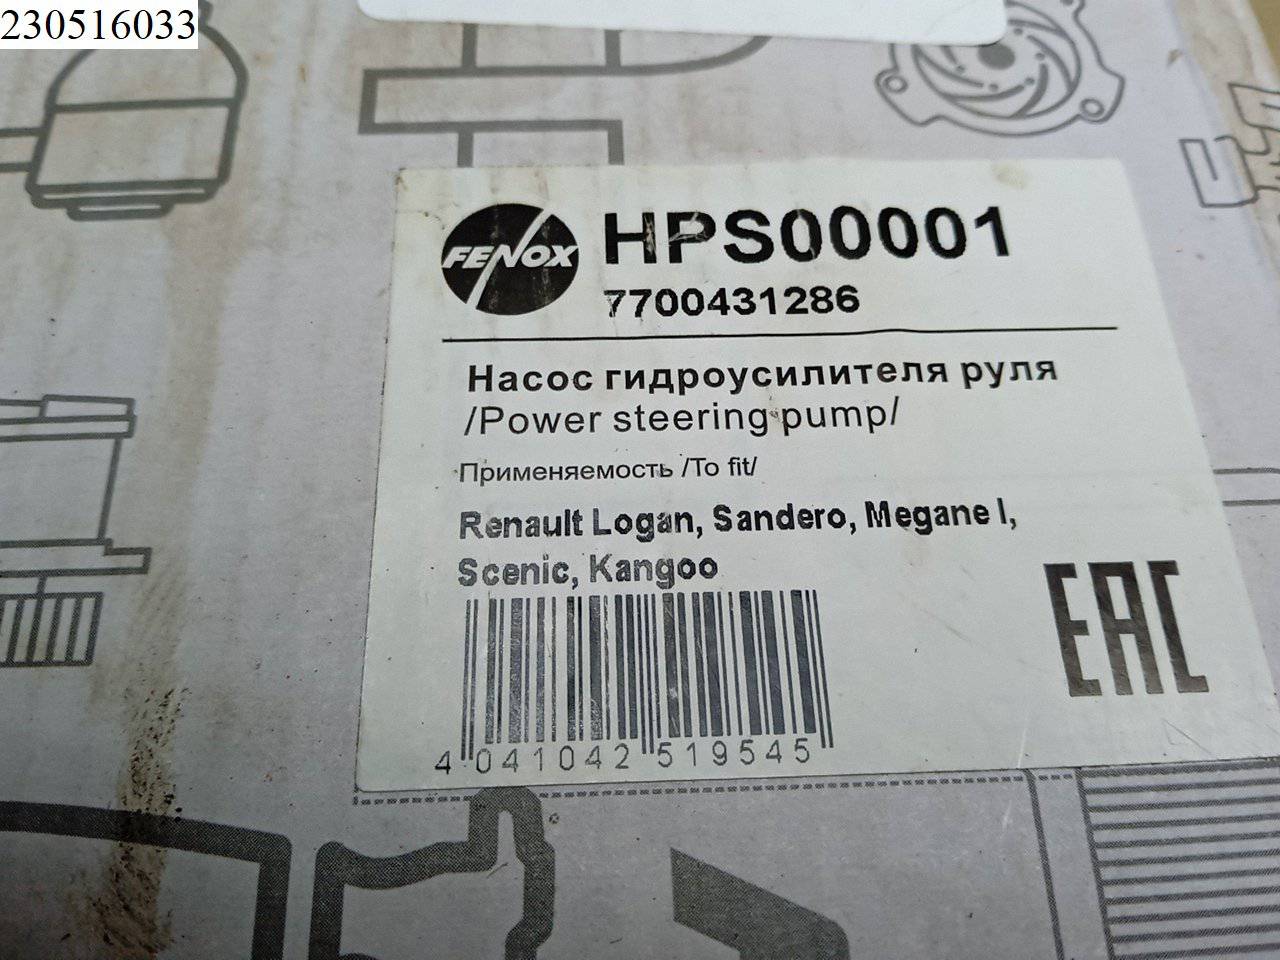 230516033
FENOX
HPS00001
7700431286
Насос гидроусилителя руля
/Power steering pump/
Применяемость /To fit/
Renault Logan, Sandero, Megane I,
Scenic, Kangoo
EAC
4 041042 519545